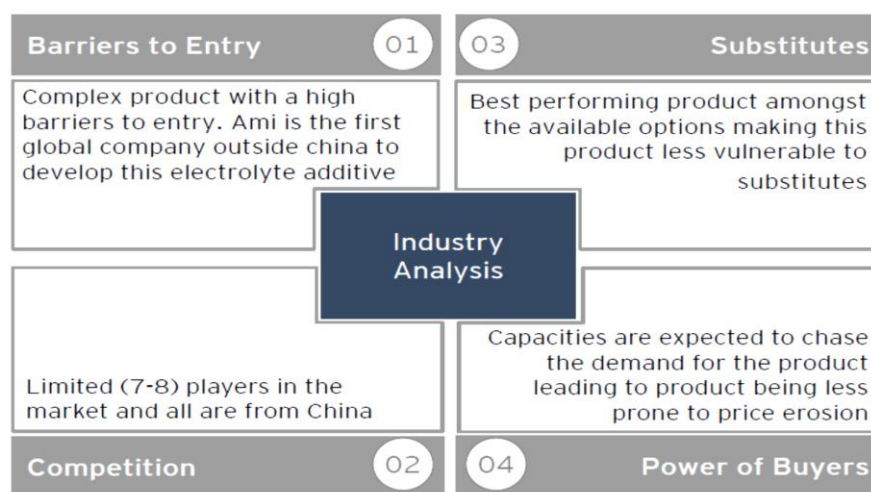 Barriers to Entry 01
Complex product with a high
barriers to entry. Ami is the first
global company outside china to
develop this electrolyte additive
03 Substitutes
Best performing product amongst
the available options making this
product less vulnerable to
substitutes
Industry
Analysis
Limited (7-8) players in the
market and all are from China
Competition 02
Capacities are expected to chase
the demand for the product
leading to product being less
prone to price erosion
04 Power of Buyers